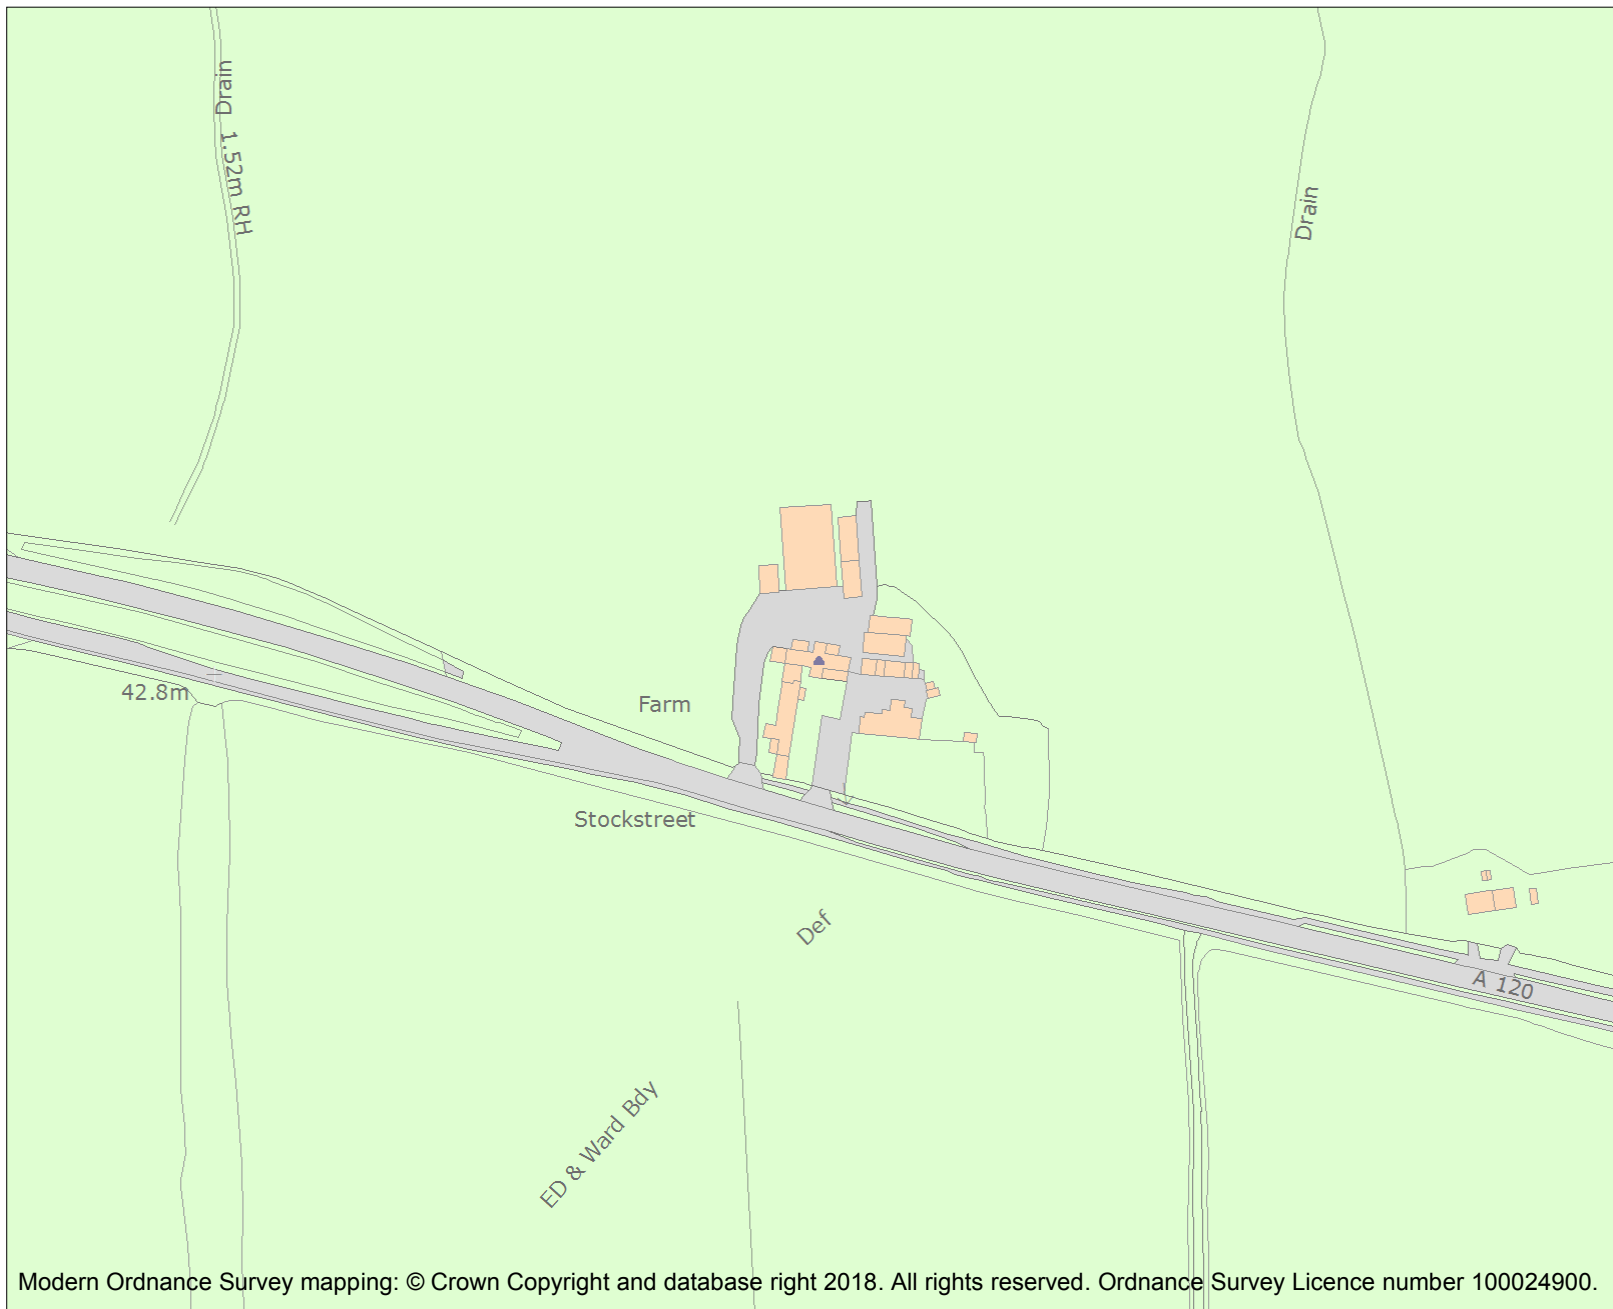 Drain
1.52m RH
Drain
42.8m
Farm
Stockstreet
Def
A 120
ED & Ward Bdy
Modern Ordnance Survey mapping: © Crown Copyright and database right 2018. All rights reserved. Ordnance Survey Licence number 100024900.